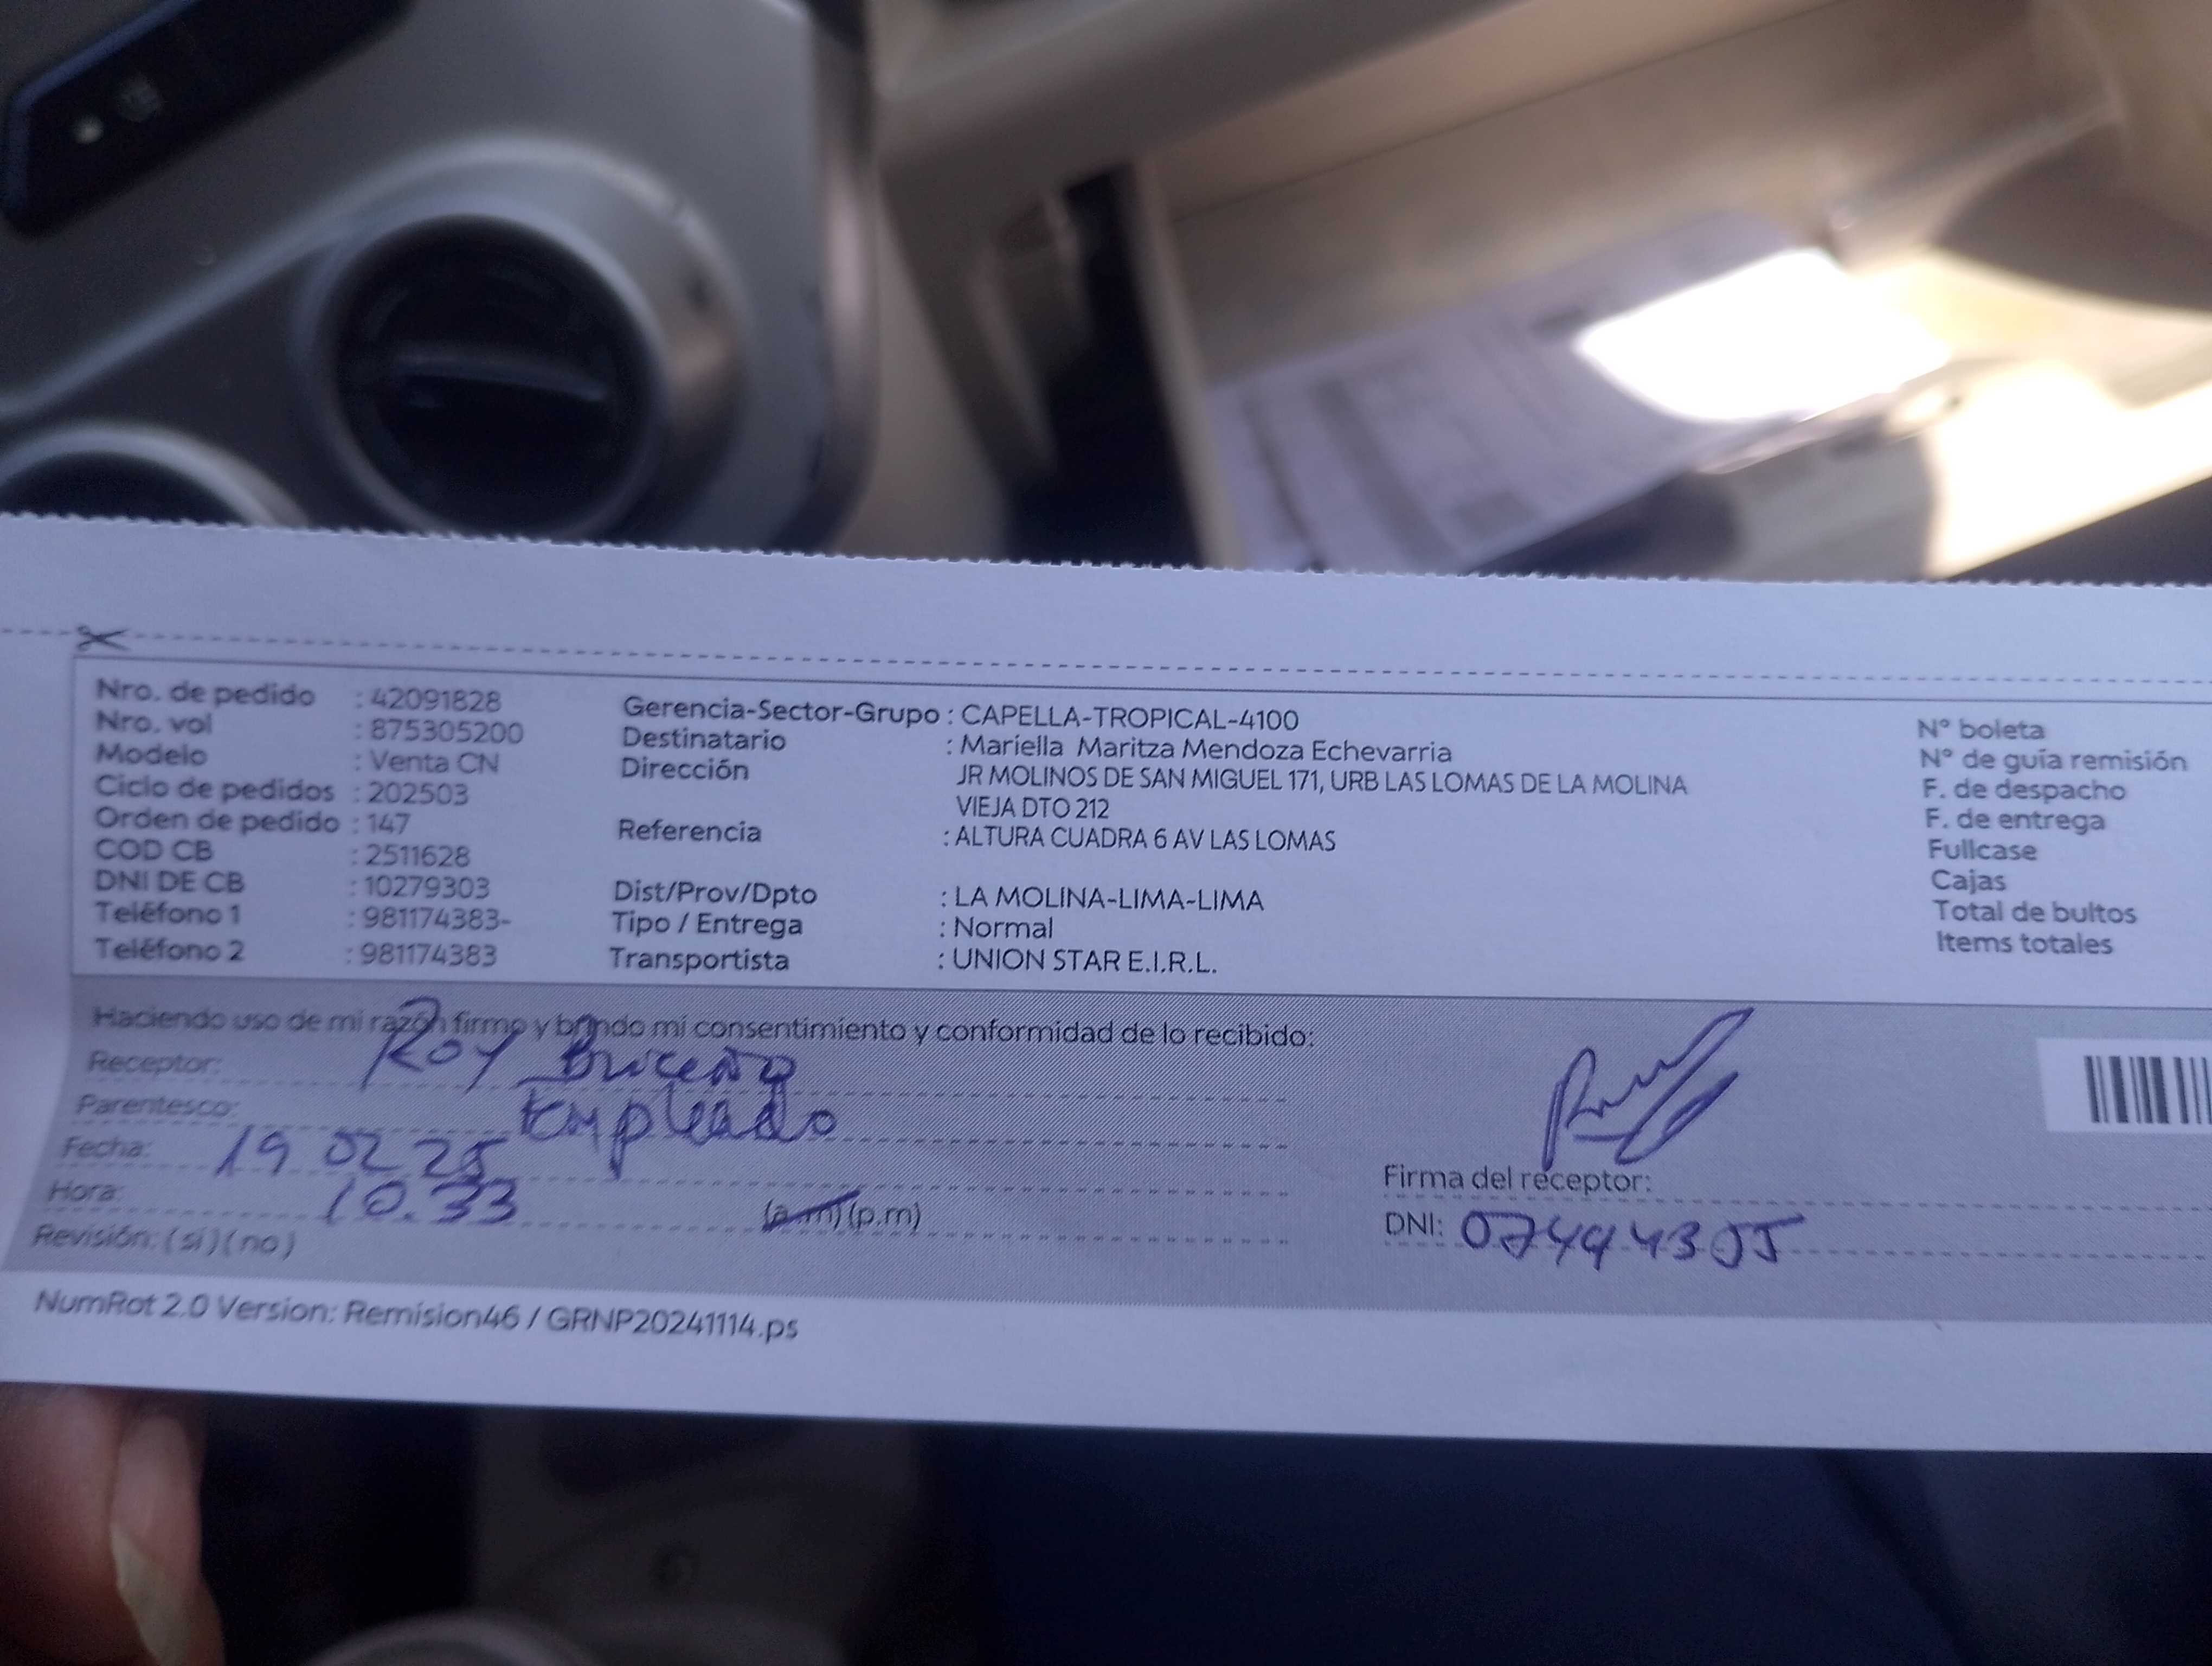 Nro. de pedido : 42091828
Nro. vol : 875305200
Modelo : Venta CN
Ciclo de pedidos : 202503
Orden de pedido : 147
COD CB : 2511628
DNI DE CB : 10279303
Teléfono 1 : 981174383-
Teléfono 2 : 981174383
Gerencia-Sector-Grupo : CAPELLA-TROPICAL-4100
Destinatario : Mariella Maritza Mendoza Echevarria
Dirección JR MOLINOS DE SAN MIGUEL 171, URB LAS LOMAS DE LA MOLINA
VIEJA DTO 212
Referencia : ALTURA CUADRA 6 AV LAS LOMAS
Dist/Prov/Dpto : LA MOLINA-LIMA-LIMA
Tipo / Entrega : Normal
Transportista : UNION STAR E.I.R.L.
N° boleta
N° de guía remisión
F. de despacho
F. de entrega
Fullcase
Cajas
Total de bultos
Items totales
Haciendo uso de mi razón firmo y brindo mi consentimiento y conformidad de lo recibido:
Receptor: Roy Briceño
Parentesco: Empleado
Fecha: 19 02 25
Hora: 10.33 (a.m) (p.m)
Revisión: (si) (no)
Firma del receptor:
DNI:
NumRot 2.0 Version: Remision46 / GRNP20241114.ps